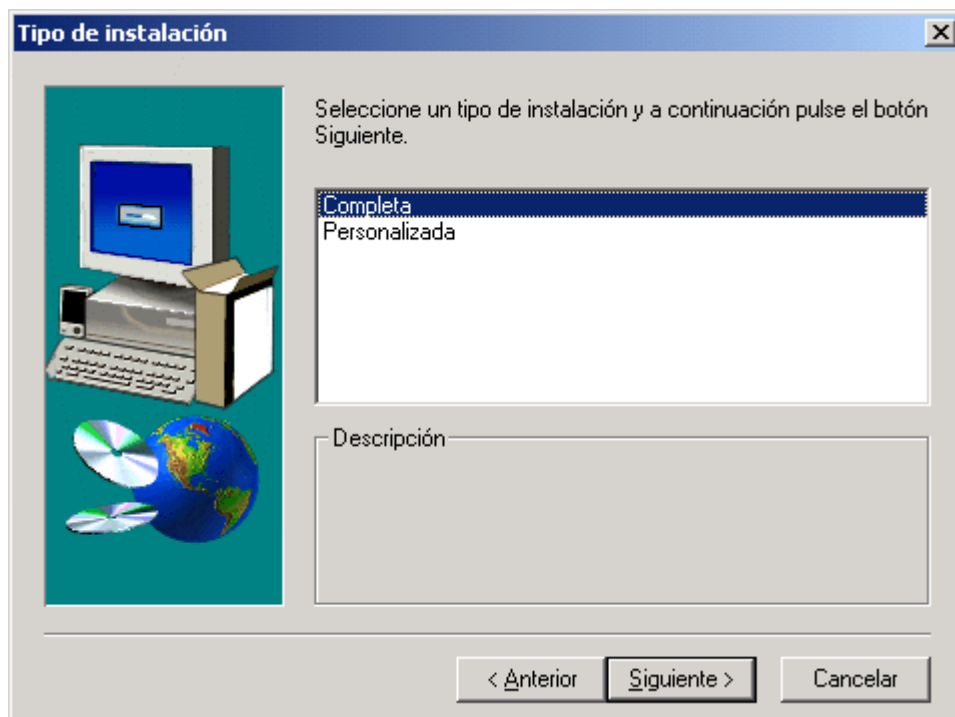 Tipo de instalación
Seleccione un tipo de instalación y a continuación pulse el botón
Siguiente.
Completa
Personalizada
Descripción
< Anterior
Siguiente >
Cancelar